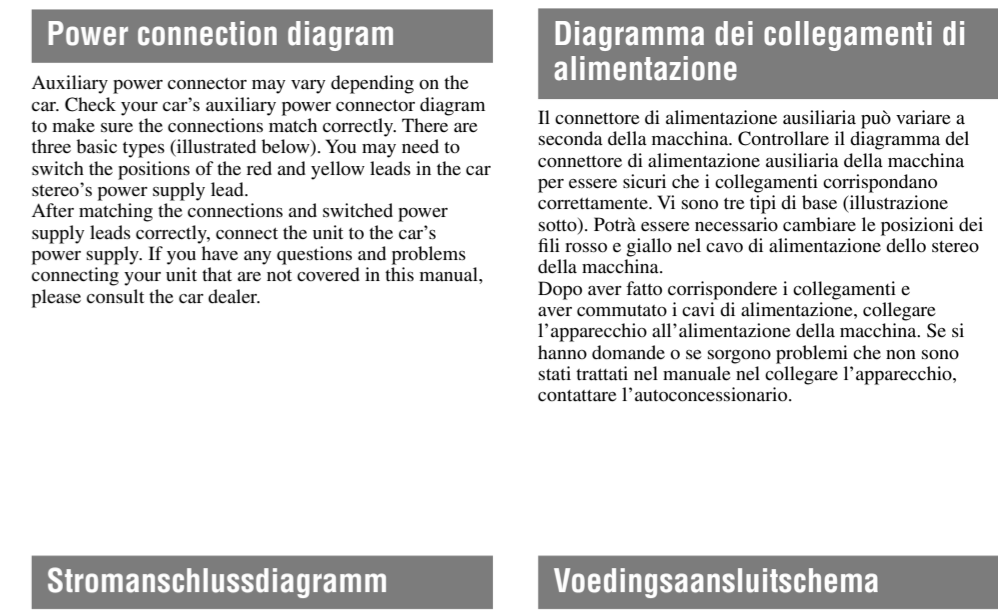 Power connection diagram
Auxiliary power connector may vary depending on the
car. Check your car’s auxiliary power connector diagram
to make sure the connections match correctly. There are
three basic types (illustrated below). You may need to
switch the positions of the red and yellow leads in the car
stereo’s power supply lead.
After matching the connections and switched power
supply leads correctly, connect the unit to the car’s
power supply. If you have any questions and problems
connecting your unit that are not covered in this manual,
please consult the car dealer.
Diagramma dei collegamenti di
alimentazione
Il connettore di alimentazione ausiliaria può variare a
seconda della macchina. Controllare il diagramma del
connettore di alimentazione ausiliaria della macchina
per essere sicuri che i collegamenti corrispondano
correttamente. Vi sono tre tipi di base (illustrazione
sotto). Potrà essere necessario cambiare le posizioni dei
fili rosso e giallo nel cavo di alimentazione dello stereo
della macchina.
Dopo aver fatto corrispondere i collegamenti e
aver commutato i cavi di alimentazione, collegare
l’apparecchio all’alimentazione della macchina. Se si
hanno domande o se sorgono problemi che non sono
stati trattati nel manuale nel collegare l’apparecchio,
contattare l’autoconcessionario.
Stromanschlussdiagramm
Voedingsaansluitschema